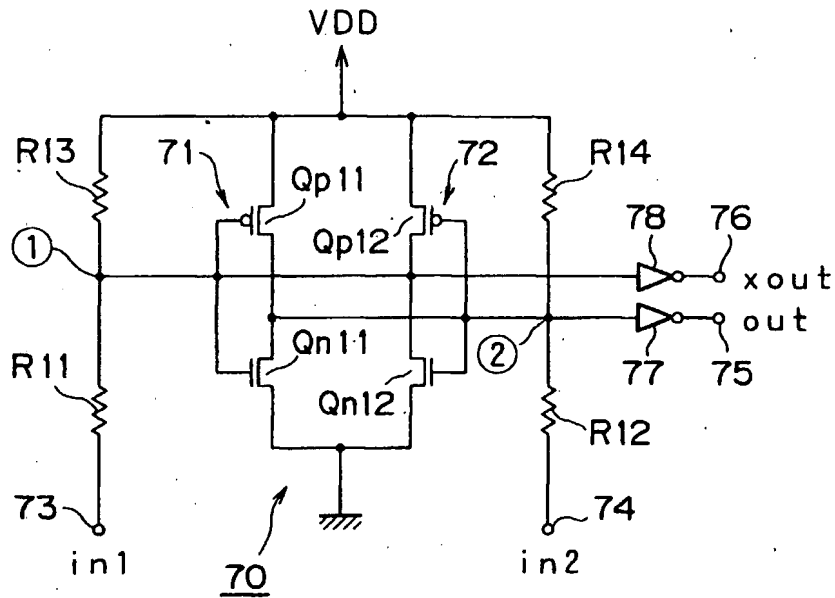 VDD
R13
71
72
R14
Qp11
Qp12
78
76
①
xout
out
Qn11
②
77
75
R11
Qn12
R12
73
74
in1
in2
70